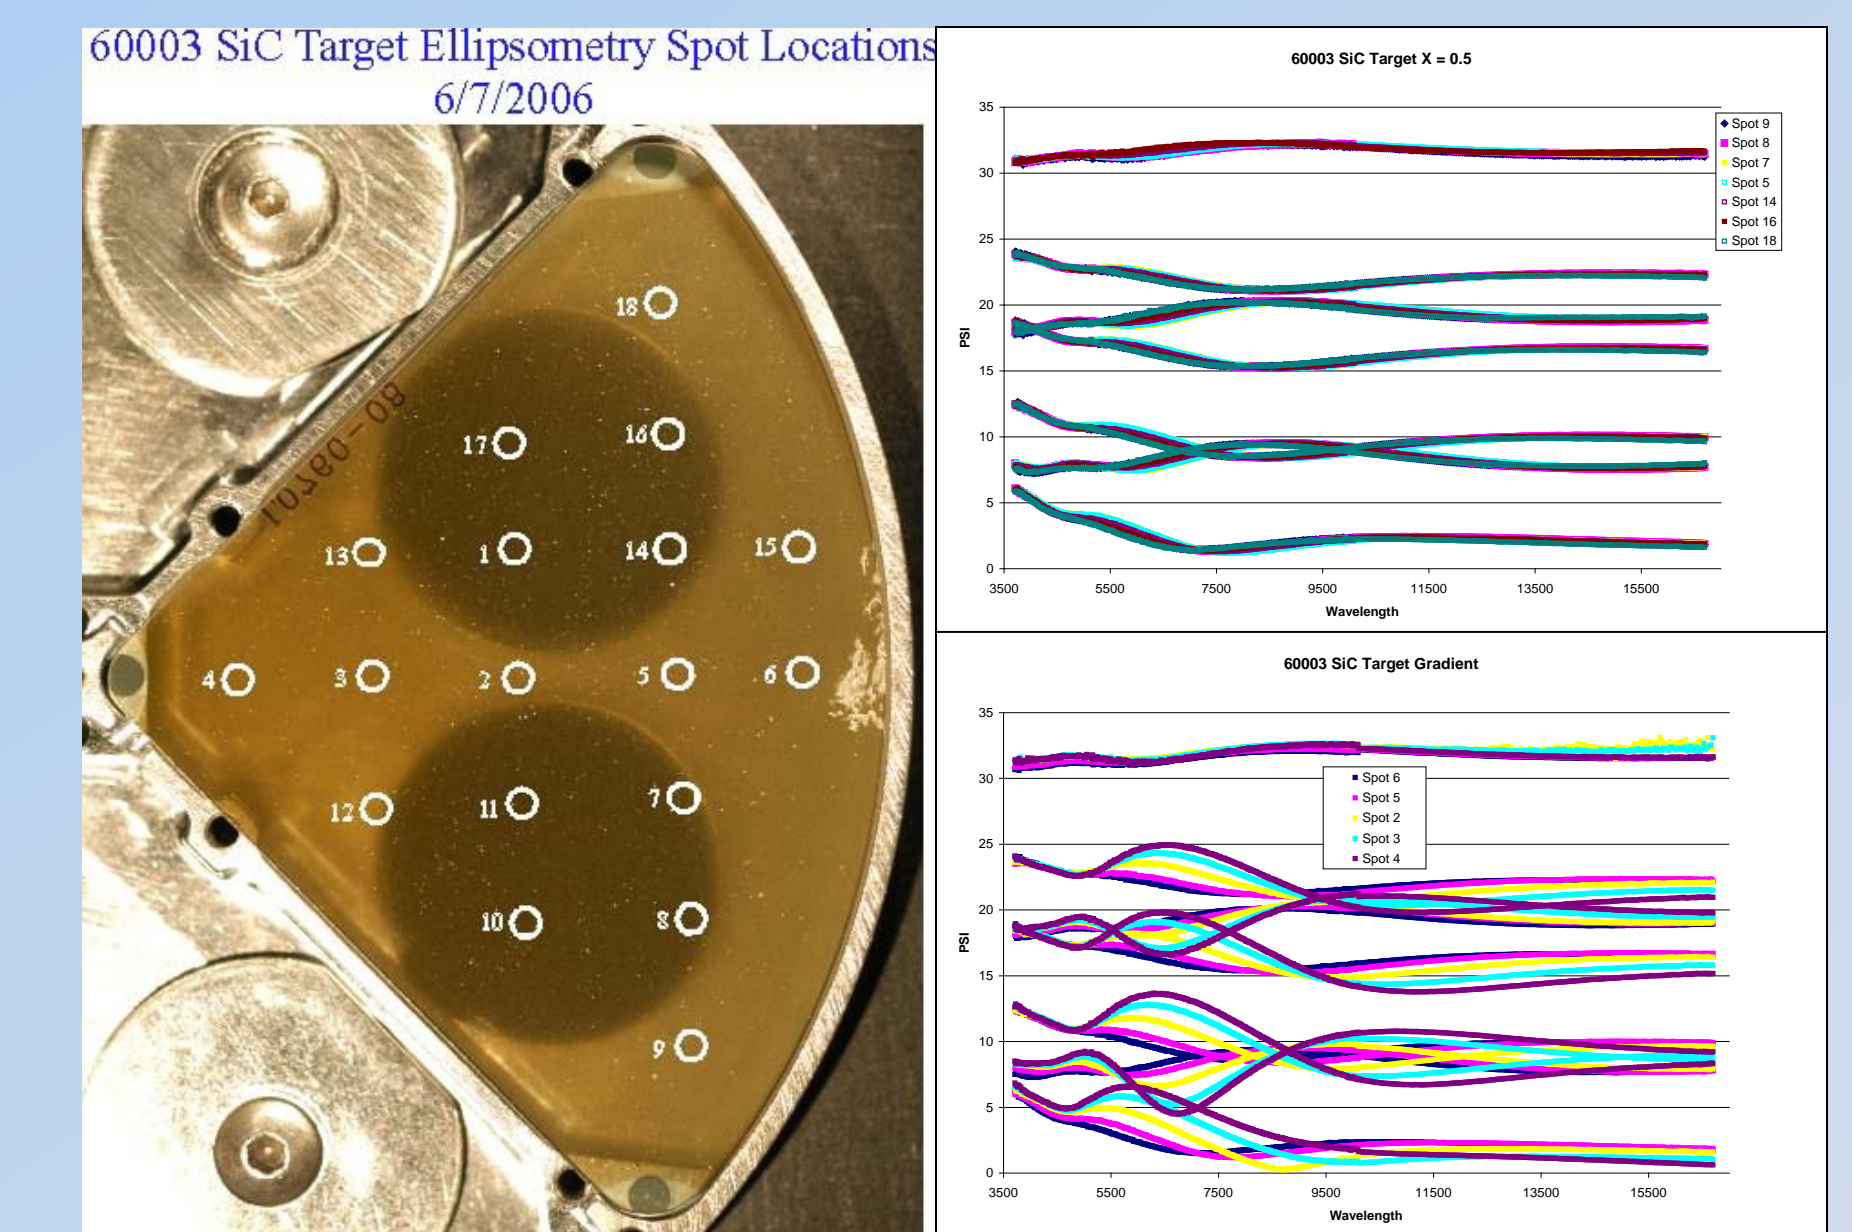 60003 SiC Target Ellipsometry Spot Locations
6/7/2006
18
17
16
13
1
14
15
4
3
2
5
6
12
11
7
10
8
9
60003 SiC Target X = 0.5
35
30
25
20
15
10
5
0
PSI
3500 5500 7500 9500 11500 13500 15500
Wavelength
Spot 9
Spot 8
Spot 7
Spot 5
Spot 14
Spot 16
Spot 18
60003 SiC Target Gradient
35
30
25
20
15
10
5
0
PSI
3500 5500 7500 9500 11500 13500 15500
Wavelength
Spot 6
Spot 5
Spot 2
Spot 3
Spot 4